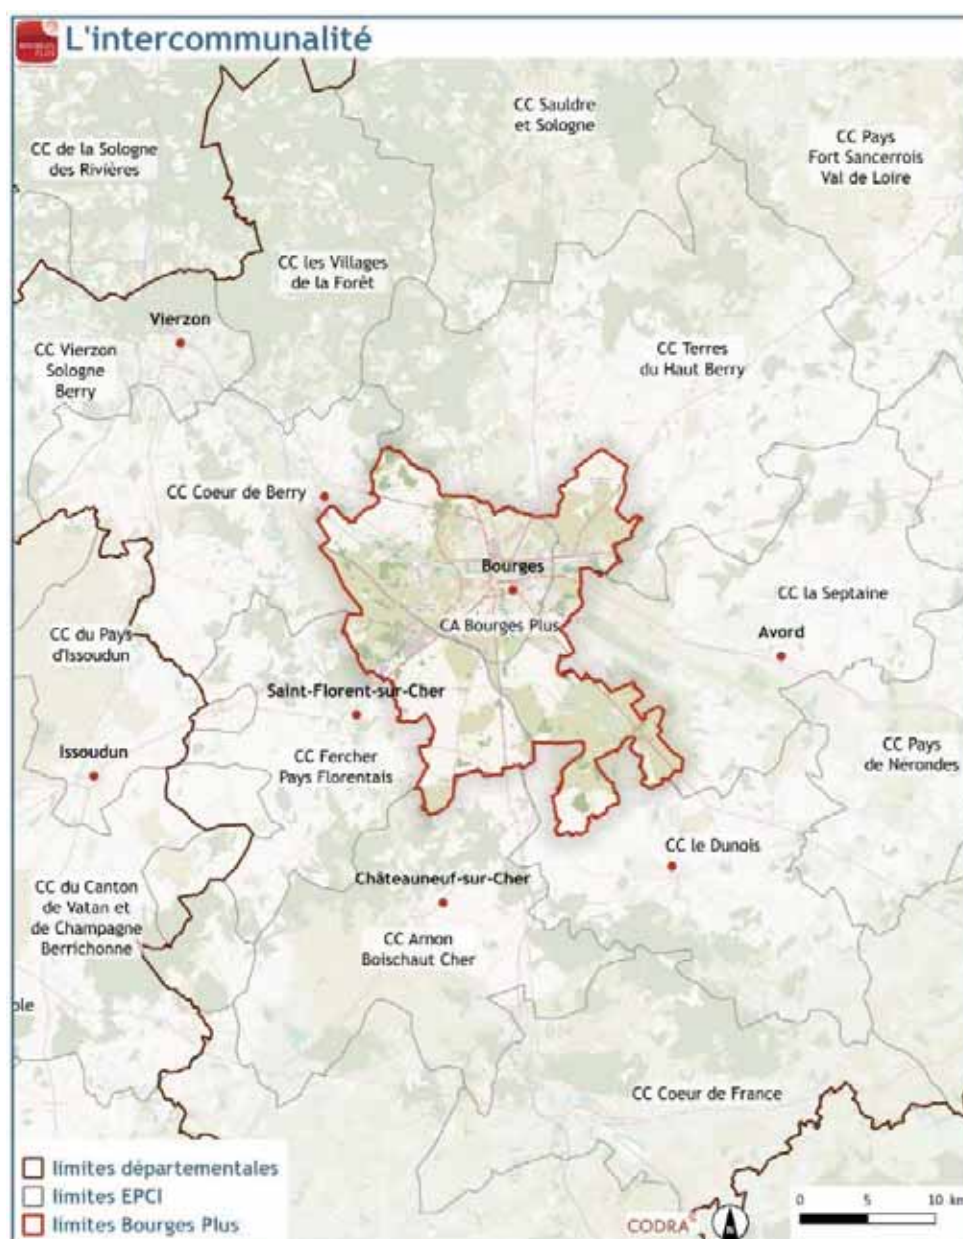 BOURGES
PLUS
L'intercommunalité
CC Sauldre
et Sologne
CC de la Sologne
des Rivières
CC Pays
Fort Sancerrois
Val de Loire
s
CC les Villages
de la Forêt
Vierzon
CC Vierzon
Sologne
Berry
CC Terres
du Haut Berry
CC Coeur de Berry
Bourges
CA Bourges Plus
CC la Septaine
Avord
CC du Pays
d'Issoudun
Saint-Florent-sur-Cher
Issoudun
CC Fercher
Pays Florentais
CC Pays
de Nerondes
CC le Dunois
Châteauneuf-sur-Cher
CC du Canton
de Vatan et
de Champagne
Berrichonne
CC Arnon
Boischaut Cher
ole
CC Coeur de France
limites départementales
limites EPCI
limites Bourges Plus
CODRA
N
0 5 10 km